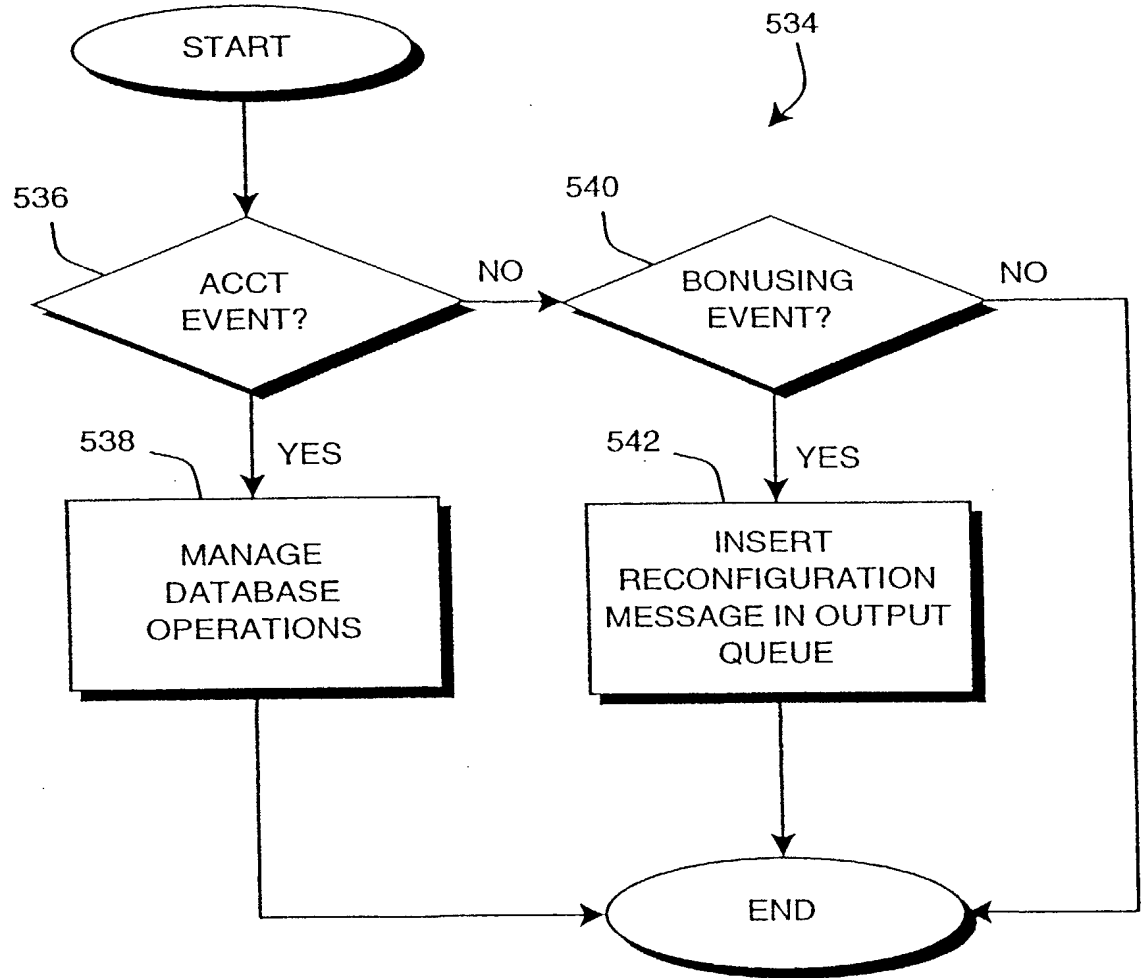 START
534
536
ACCT
EVENT?
NO
540
BONUSING
EVENT?
NO
538
YES
MANAGE
DATABASE
OPERATIONS
542
YES
INSERT
RECONFIGURATION
MESSAGE IN OUTPUT
QUEUE
END